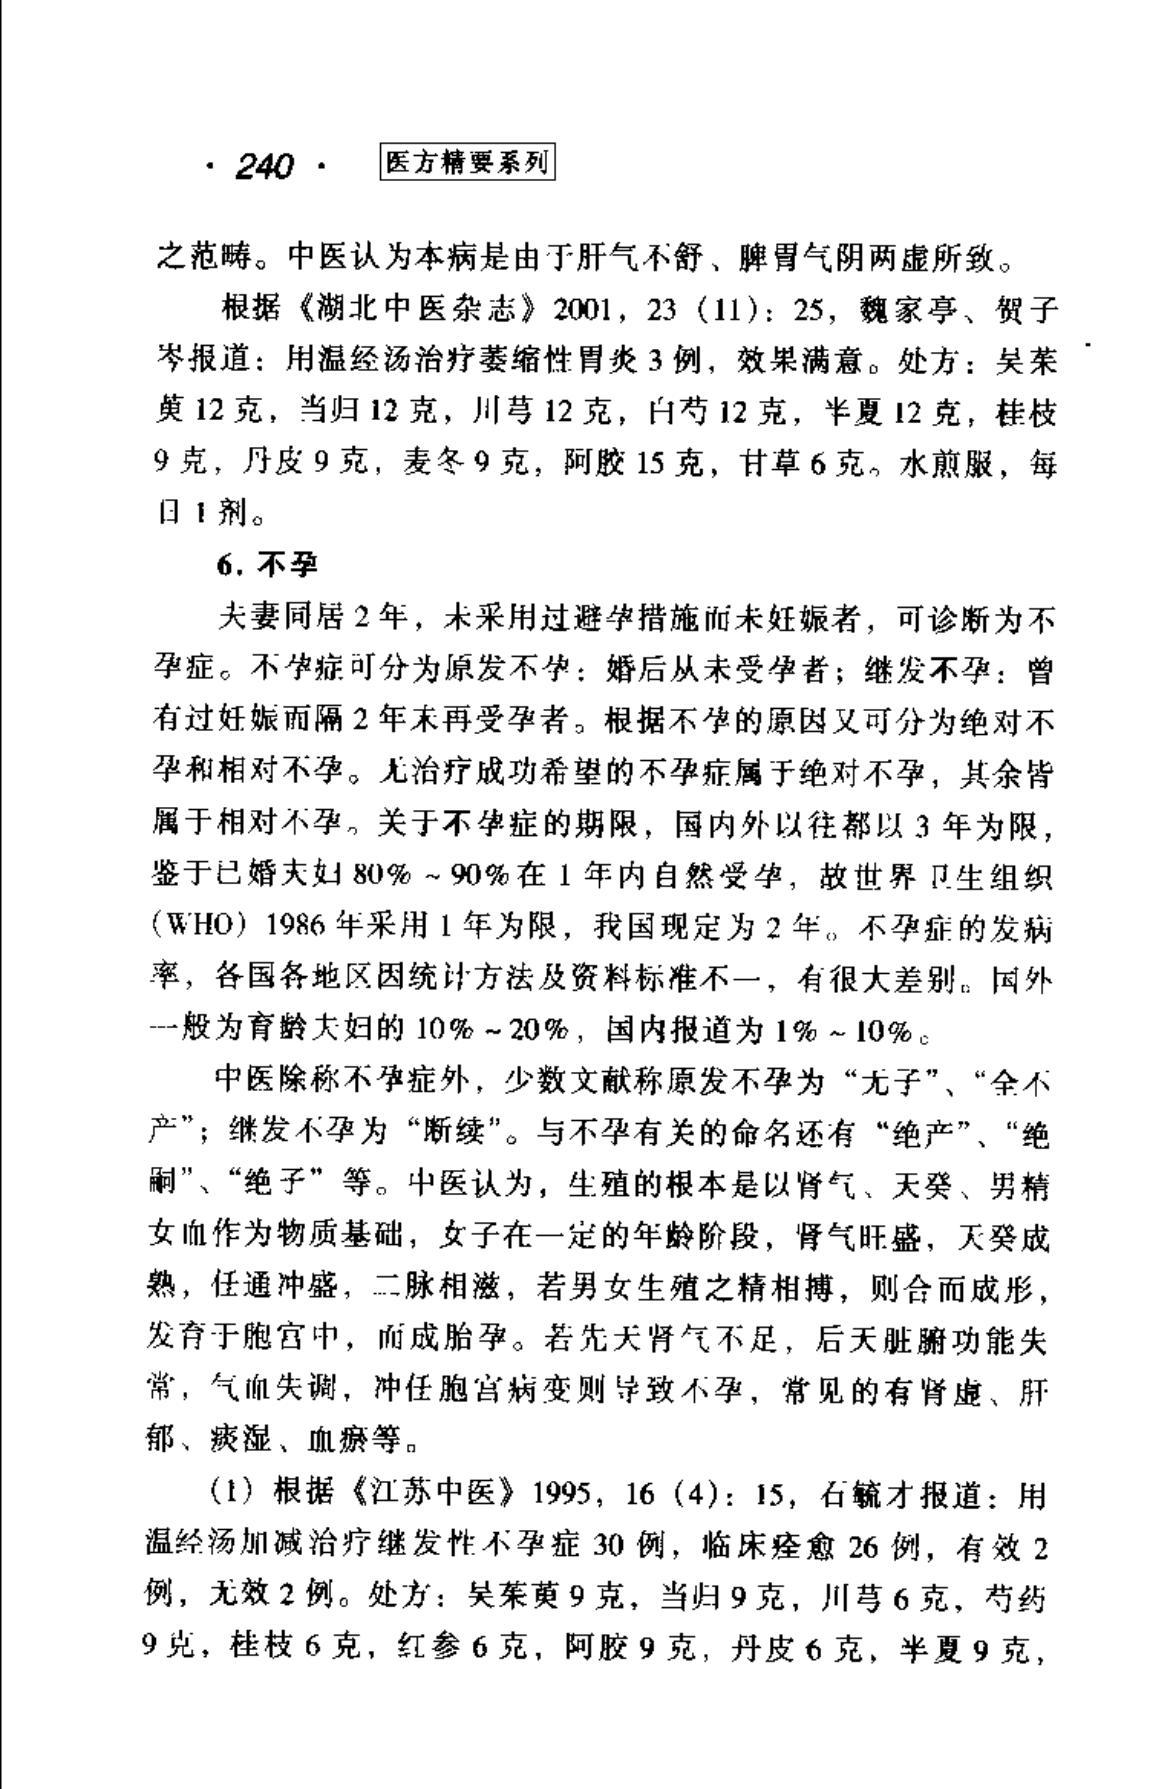 · 240 · 医方精要系列
之范畴。中医认为本病是由于肝气不舒、脾胃气阴两虚所致。
根据《湖北中医杂志》2001，23（11）：25，魏家亭、贺子
岑报道：用温经汤治疗萎缩性胃炎 3 例，效果满意。处方：吴茱
萸 12 克，当归 12 克，川芎 12 克，白芍 12 克，半夏 12 克，桂枝
9 克，丹皮 9 克，麦冬 9 克，阿胶 15 克，甘草 6 克。水煎服，每
日 1 剂。
6. 不孕
夫妻同居 2 年，未采用过避孕措施而未妊娠者，可诊断为不
孕症。不孕症可分为原发不孕：婚后从未受孕者；继发不孕：曾
有过妊娠而隔 2 年未再受孕者。根据不孕的原因又可分为绝对不
孕和相对不孕。无治疗成功希望的不孕症属于绝对不孕，其余皆
属于相对不孕。关于不孕症的期限，国内外以往都以 3 年为限，
鉴于已婚夫妇 80%～90%在 1 年内自然受孕，故世界卫生组织
（WHO）1986 年采用 1 年为限，我国现定为 2 年。不孕症的发病
率，各国各地区因统计方法及资料标准不一，有很大差别。国外
一般为育龄夫妇的 10%～20%，国内报道为 1%～10%。
中医除称不孕症外，少数文献称原发不孕为“无子”、“全不
产”；继发不孕为“断续”。与不孕有关的命名还有“绝产”、“绝
嗣”、“绝子”等。中医认为，生殖的根本是以肾气、天癸、男精
女血作为物质基础，女子在一定的年龄阶段，肾气旺盛，天癸成
熟，任通冲盛，二脉相滋，若男女生殖之精相搏，则合而成形，
发育于胞宫中，而成胎孕。若先天肾气不足，后天脏腑功能失
常，气血失调，冲任胞宫病变则导致不孕，常见的有肾虚、肝
郁、痰湿、血瘀等。
（1）根据《江苏中医》1995，16（4）：15，石毓才报道：用
温经汤加减治疗继发性不孕症 30 例，临床痊愈 26 例，有效 2
例，无效 2 例。处方：吴茱萸 9 克，当归 9 克，川芎 6 克，芍药
9 克，桂枝 6 克，红参 6 克，阿胶 9 克，丹皮 6 克，半夏 9 克，